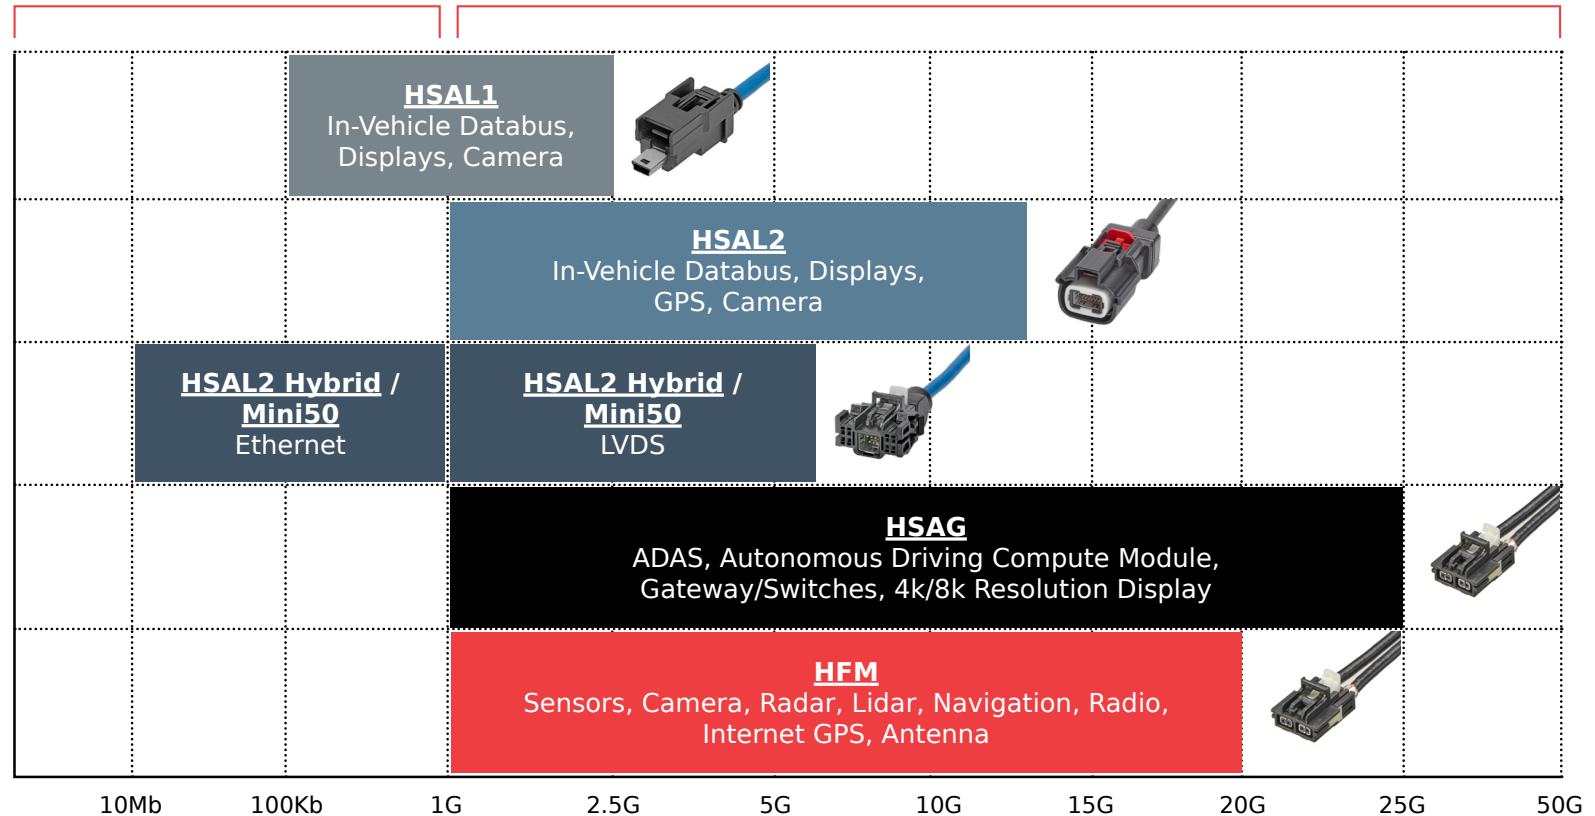 HSAL1
In-Vehicle Databus,
Displays, Camera
HSAL2
In-Vehicle Databus, Displays,
GPS, Camera
HSAL2 Hybrid /
Mini50
Ethernet
HSAL2 Hybrid /
Mini50
LVDS
HSAG
ADAS, Autonomous Driving Compute Module,
Gateway/Switches, 4k/8k Resolution Display
HFM
Sensors, Camera, Radar, Lidar, Navigation, Radio,
Internet GPS, Antenna
10Mb 100Kb 1G 2.5G 5G 10G 15G 20G 25G 50G